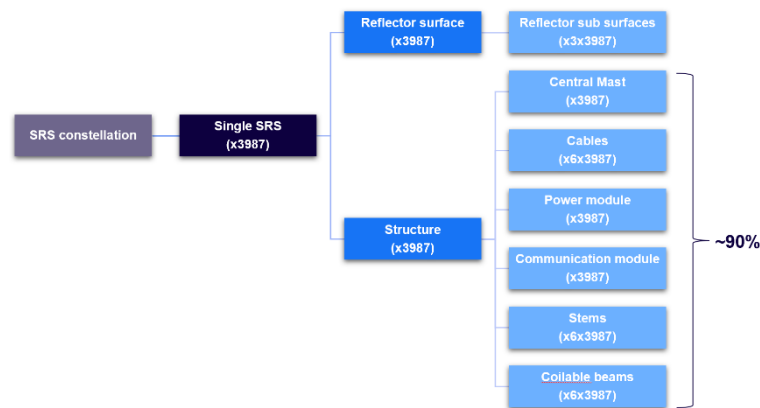 SRS constellation
Single SRS
(x3987)
Reflector surface
(x3987)
Reflector sub surfaces
(x3x3987)
Structure
(x3987)
Central Mast
(x3987)
Cables
(x6x3987)
Power module
(x3987)
Communication module
(x3987)
Stems
(x6x3987)
Coilable beams
(x6x3987)
~90%